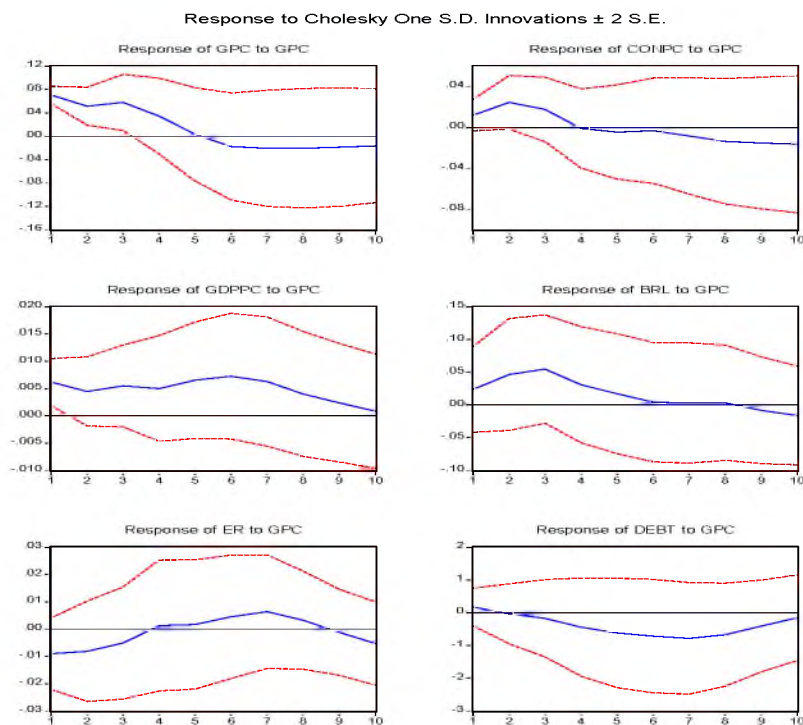 Response to Cholesky One S.D. Innovations ± 2 S.E.
Response of GPC to GPC
.12
.08
.04
.00
-.04
-.08
-.12
-.16
1 2 3 4 5 6 7 8 9 10
Response of CONPC to GPC
.04
.00
-.04
-.08
1 2 3 4 5 6 7 8 9 10
Response of GDPPC to GPC
.020
.015
.010
.005
.000
-.005
-.010
1 2 3 4 5 6 7 8 9 10
Response of BRL to GPC
.15
.10
.05
.00
-.05
-.10
1 2 3 4 5 6 7 8 9 10
Response of ER to GPC
.03
.02
.01
.00
-.01
-.02
-.03
1 2 3 4 5 6 7 8 9 10
Response of DEBT to GPC
2
1
0
-1
-2
-3
1 2 3 4 5 6 7 8 9 10